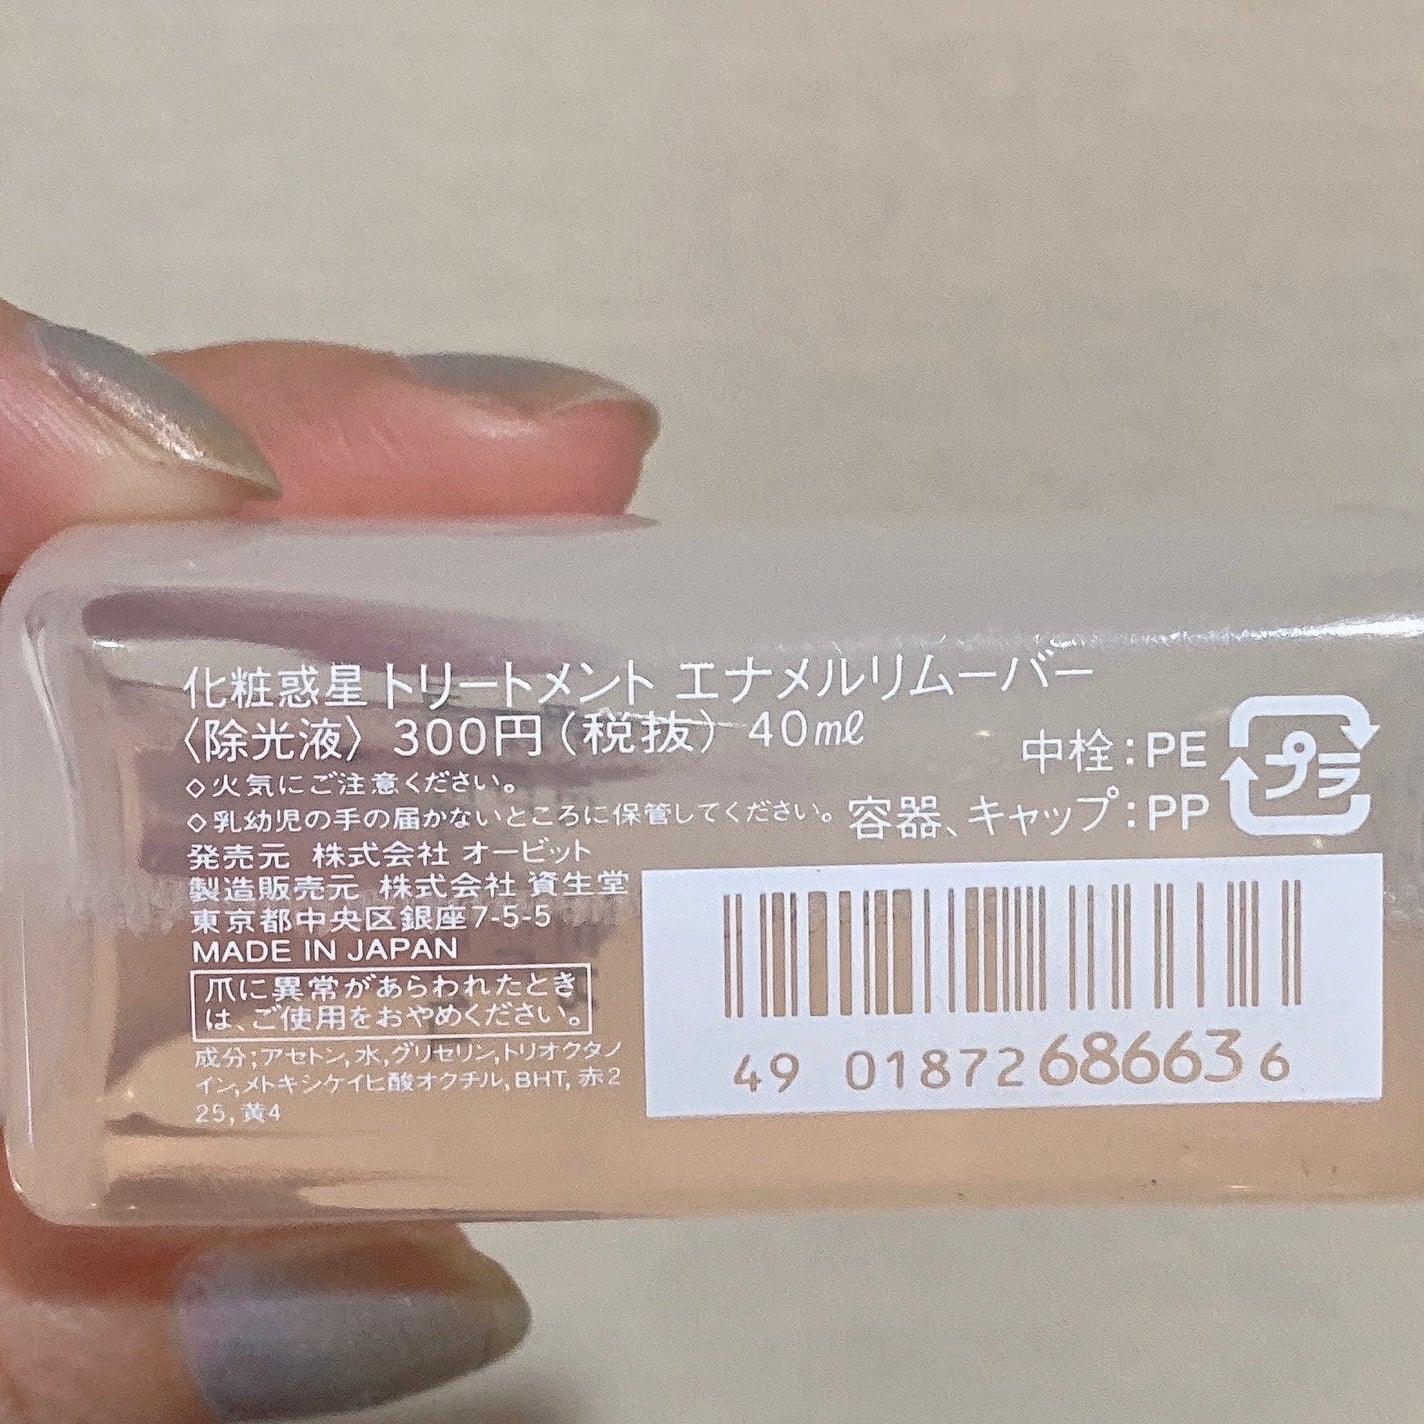 化粧惑星 トリートメント エナメルリムーバー
〈除光液〉 300円(税抜) 40㎖
◇火気にご注意ください。
◇乳幼児の手の届かないところに保管してください。
発売元 株式会社 オービット
製造販売元 株式会社 資生堂
東京都中央区銀座7-5-5
MADE IN JAPAN
爪に異常があらわれたとき
は、ご使用をおやめください。
成分;アセトン,水,グリセリン,トリオクタノ
イン,メトキシケイヒ酸オクチル,BHT, 赤2
25, 黄4
中栓:PE
容器、キャップ:PP
プラ
49 01872 68663 6